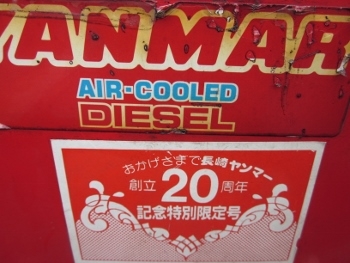 YANMAR
AIR-COOLED
DIESEL
おかげさまで長崎ヤンマー
創立20周年
記念特別限定号